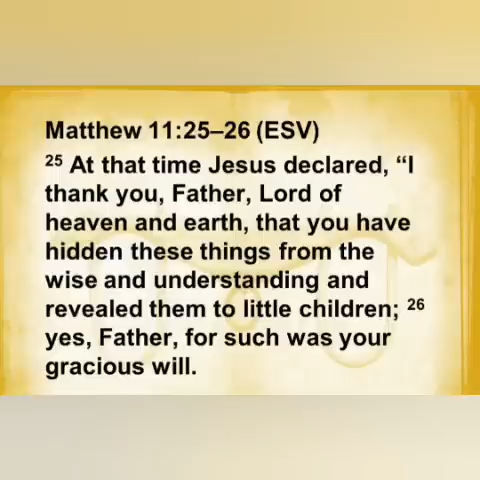 Matthew 11:25–26 (ESV)
25 At that time Jesus declared, “I
thank you, Father, Lord of
heaven and earth, that you have
hidden these things from the
wise and understanding and
revealed them to little children; 26
yes, Father, for such was your
gracious will.